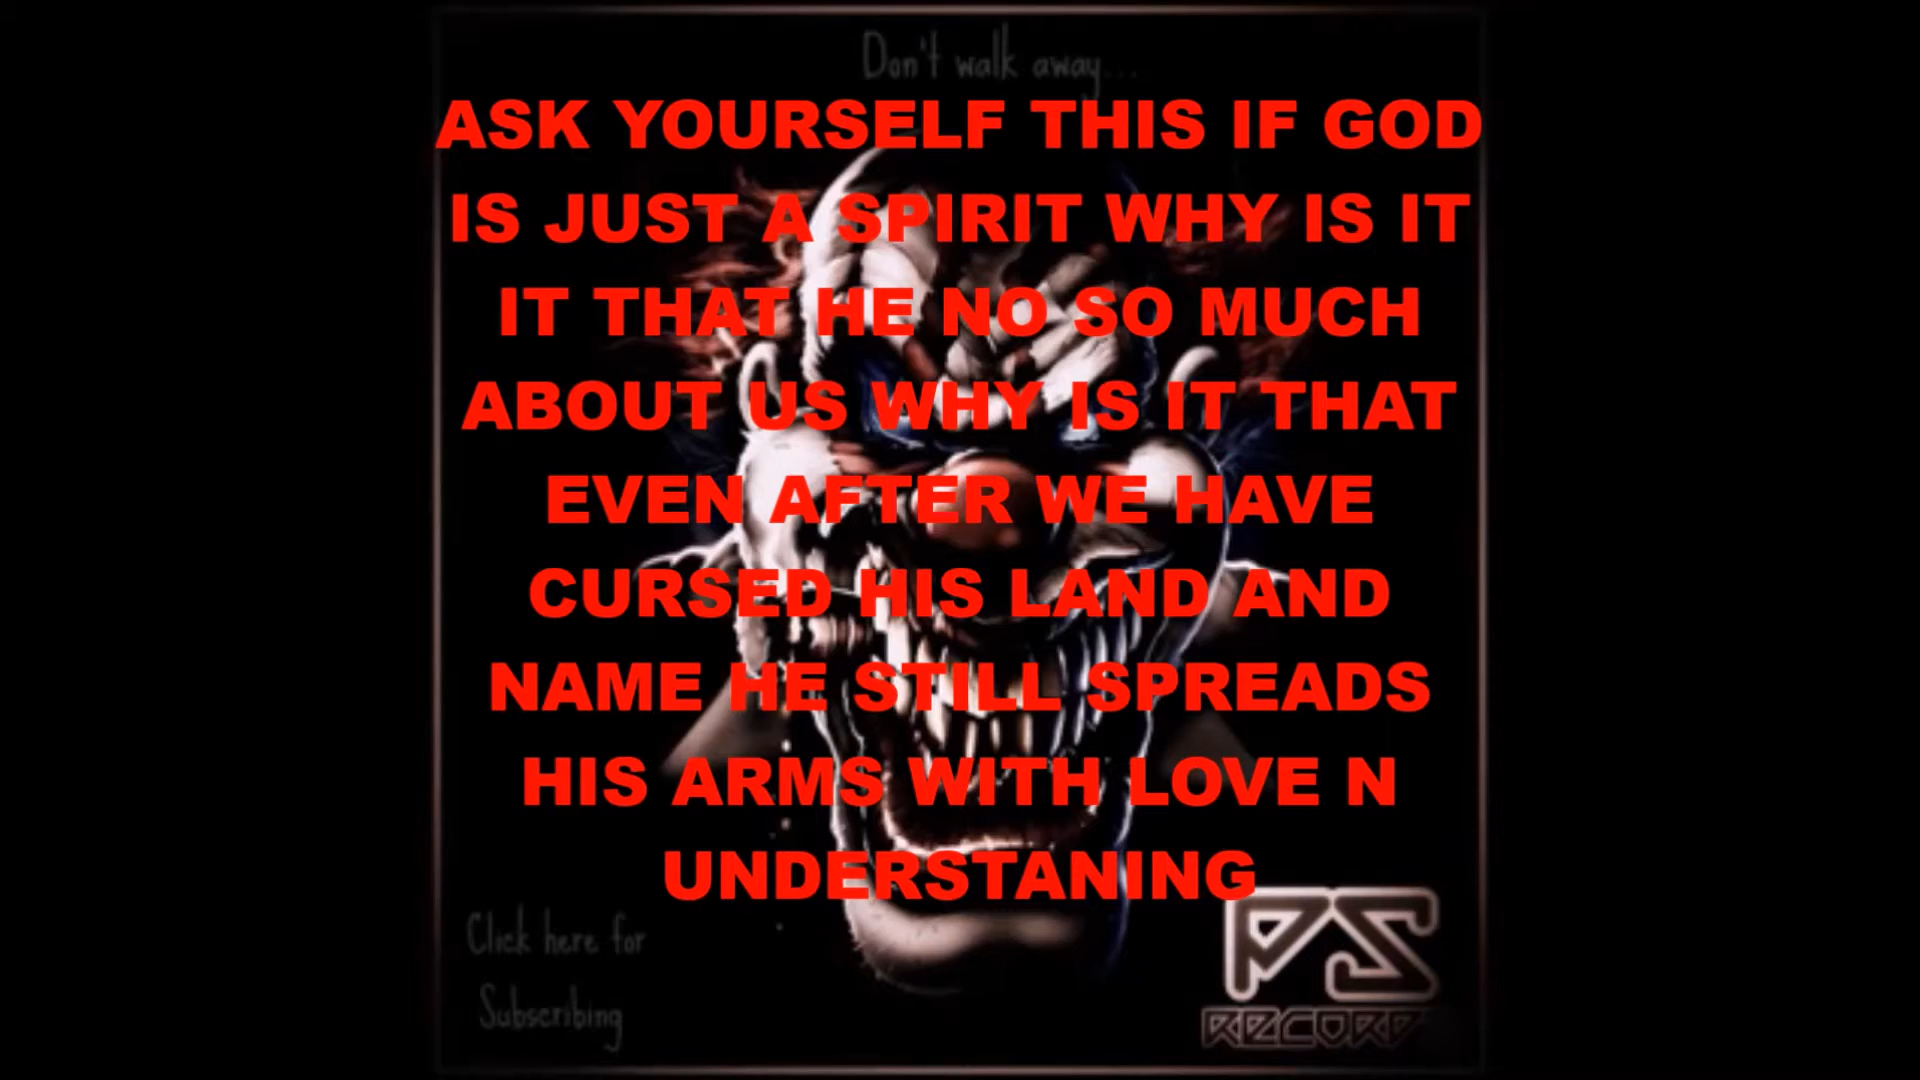 Don't walk away...
ASK YOURSELF THIS IF GOD
IS JUST A SPIRIT WHY IS IT
IT THAT HE NO SO MUCH
ABOUT US WHY IS IT THAT
EVEN AFTER WE HAVE
CURSED HIS LAND AND
NAME HE STILL SPREADS
HIS ARMS WITH LOVE N
UNDERSTANING
Click here for
Subscribing
PS
RECORD